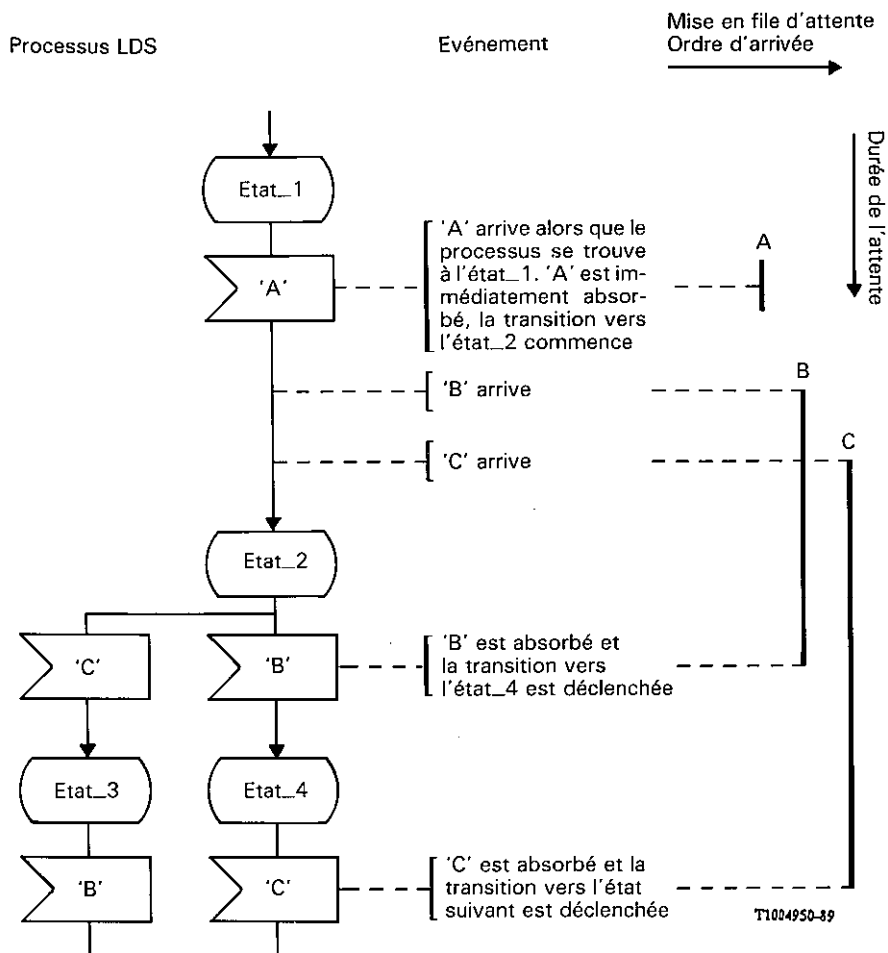 Processus LDS
Evénement
Mise en file d'attente
Ordre d'arrivée
Durée de l'attente
Etat_1
'A'
'A' arrive alors que le
processus se trouve
à l'état_1. 'A' est im-
médiatement absor-
bé, la transition vers
l'état_2 commence
A
'B' arrive
B
'C' arrive
C
Etat_2
'C'
'B'
'B' est absorbé et
la transition vers
l'état_4 est déclenchée
Etat_3
Etat_4
'B'
'C'
'C' est absorbé et la
transition vers l'état
suivant est déclenchée
T1004950-89